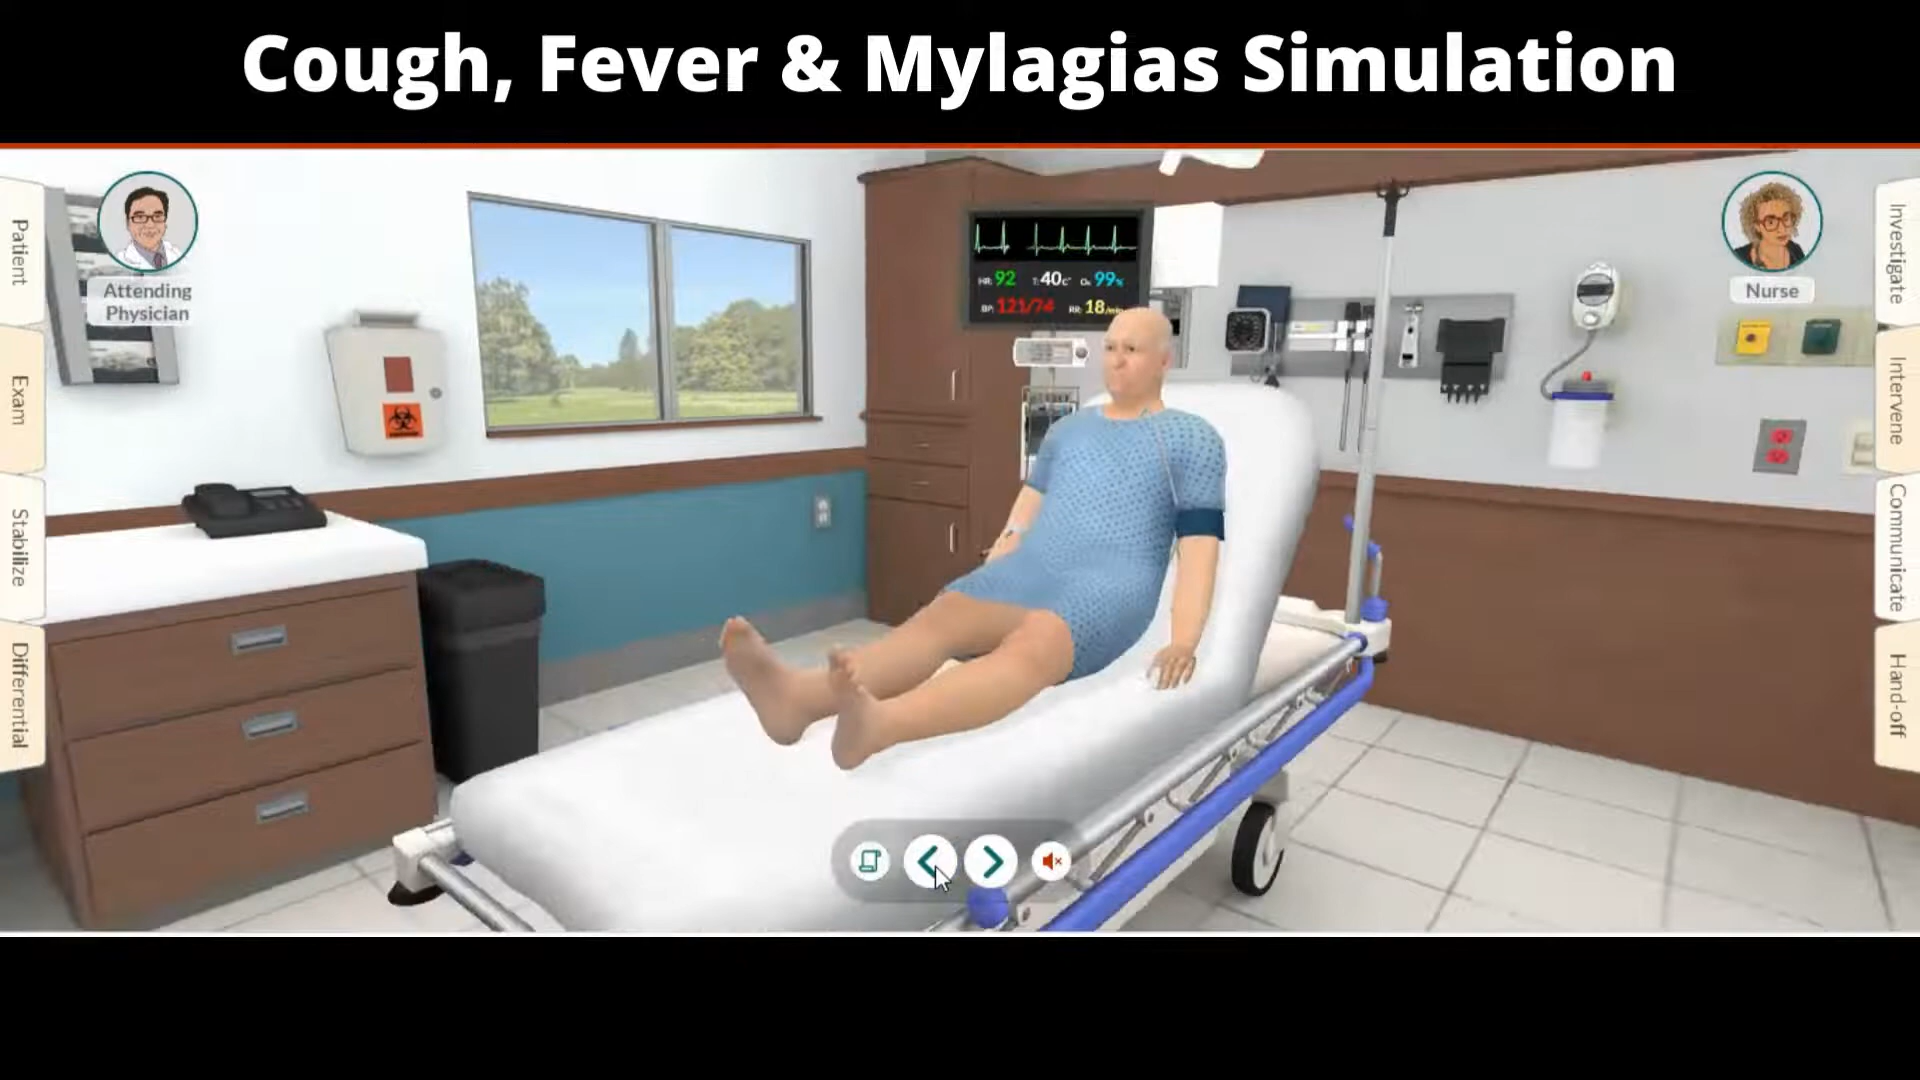 Cough, Fever & Mylagias Simulation
Patient
Exam
Stabilize
Differential
Attending
Physician
HR: 92 T: 40 C° O₂ 99%
BP: 121/74 RR: 18/min
Nurse
Investigate
Intervene
Communicate
Hand-off